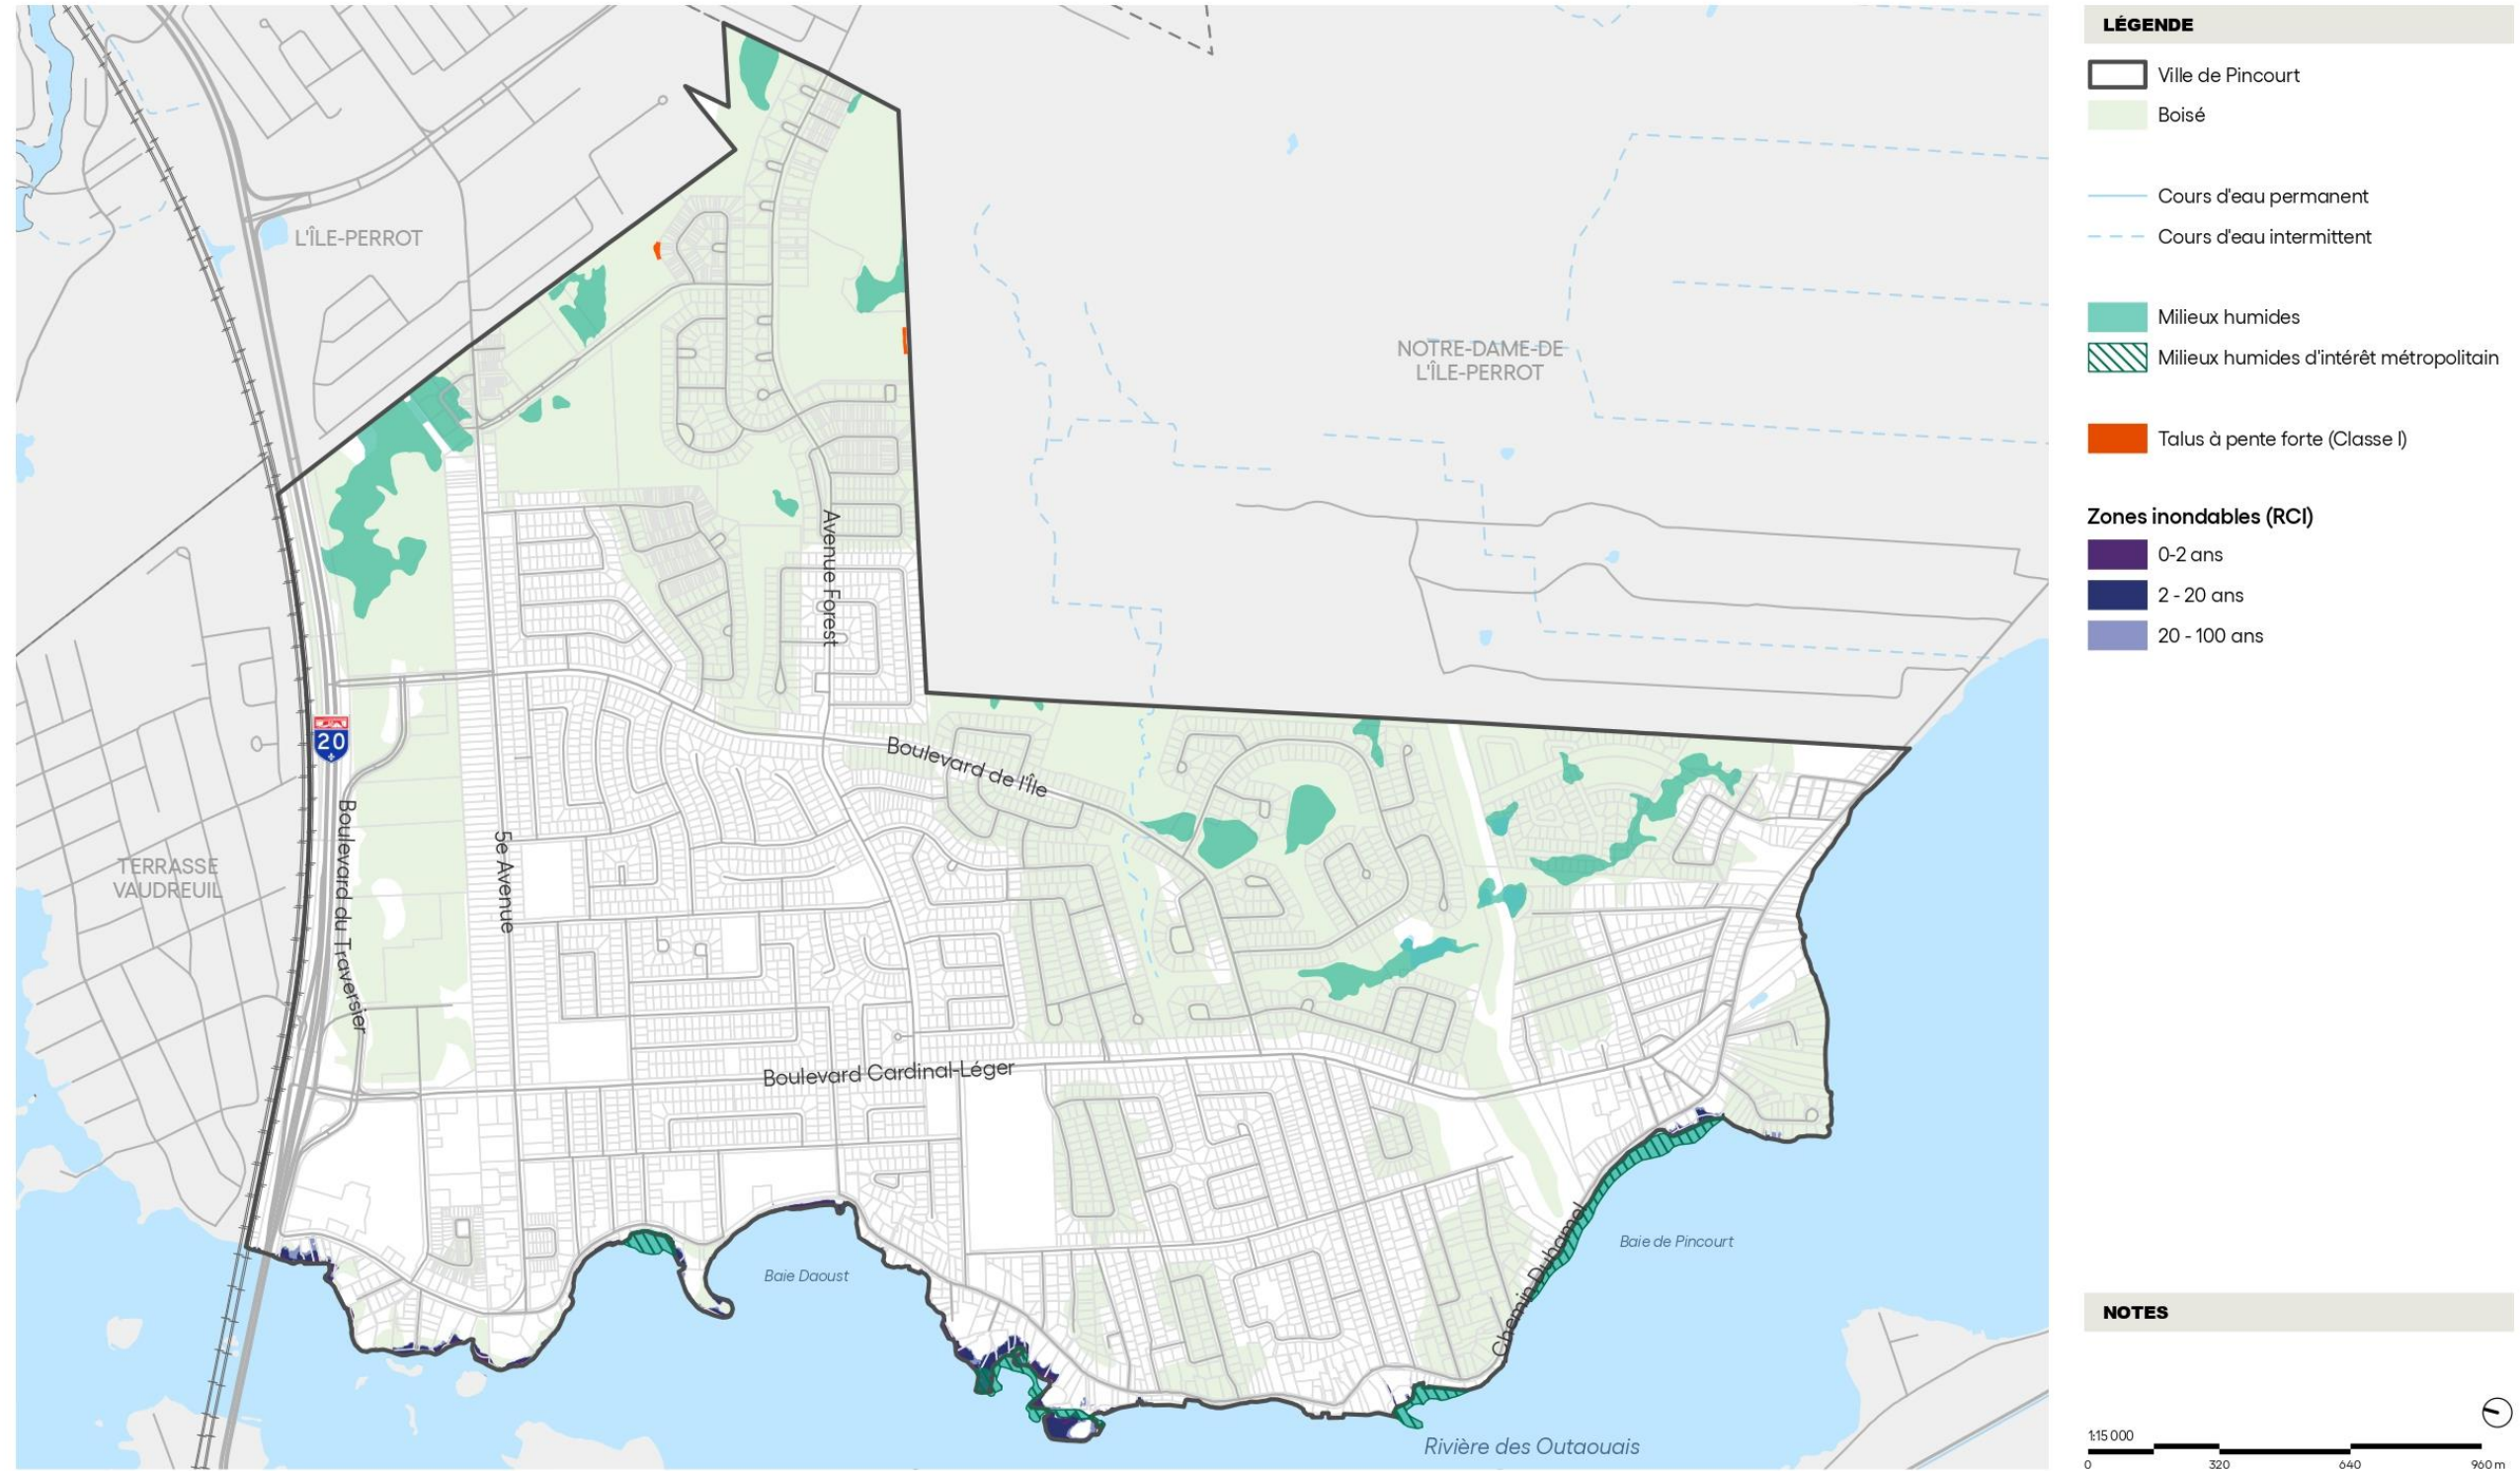 L'ÎLE-PERROT
NOTRE-DAME-DE
L'ÎLE-PERROT
Avenue Forest
20
Boulevard de l'Île
Boulevard du Traversier
5e Avenue
TERRASSE
VAUDREUIL
Boulevard Cardinal-Léger
Chemin Duhamel
Baie de Pincourt
Baie Daoust
Rivière des Outaouais
LÉGENDE
Ville de Pincourt
Boisé
Cours d'eau permanent
Cours d'eau intermittent
Milieux humides
Milieux humides d'intérêt métropolitain
Talus à pente forte (Classe I)
Zones inondables (RCI)
0-2 ans
2 - 20 ans
20 - 100 ans
NOTES
1:15 000
0 320 640 960 m